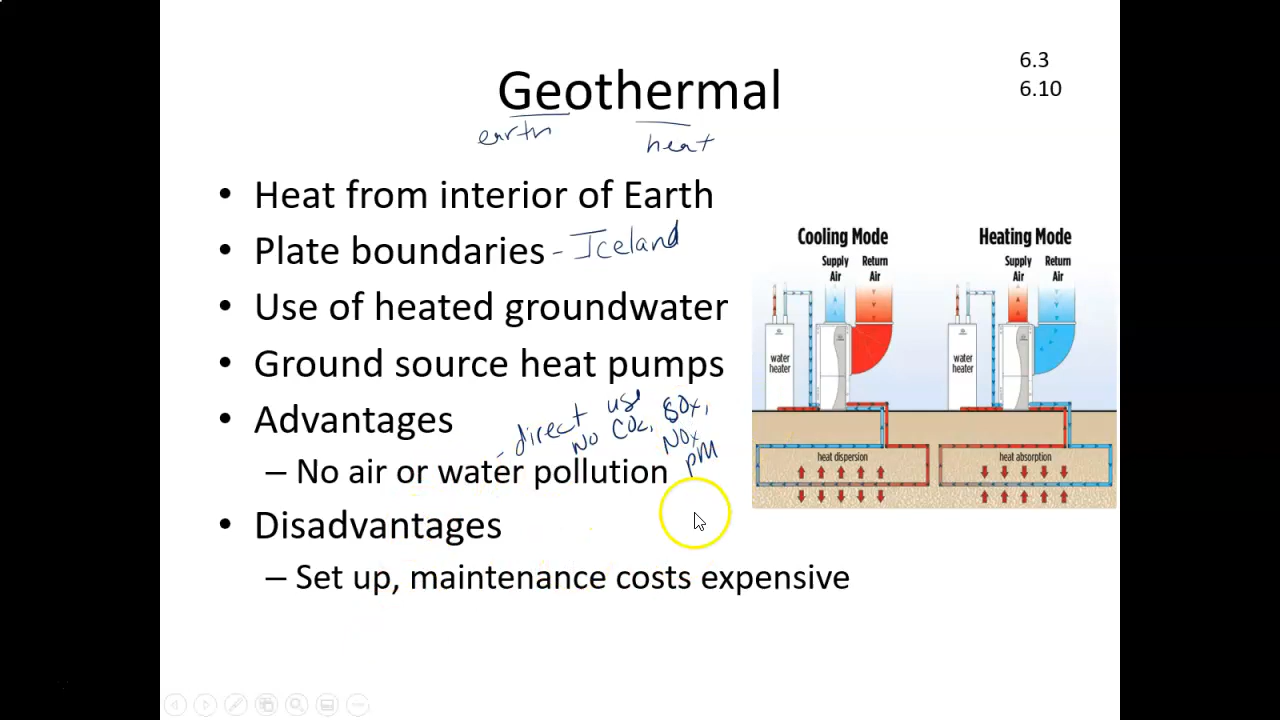 6.3
6.10
Geothermal
earth
heat
• Heat from interior of Earth
• Plate boundaries - Iceland
• Use of heated groundwater
• Ground source heat pumps
• Advantages
- direct use
No CO2, SOx,
NOx
PM
– No air or water pollution
• Disadvantages
– Set up, maintenance costs expensive
Cooling Mode
Supply Air
Return Air
water heater
heat dispersion
Heating Mode
Supply Air
Return Air
water heater
heat absorption